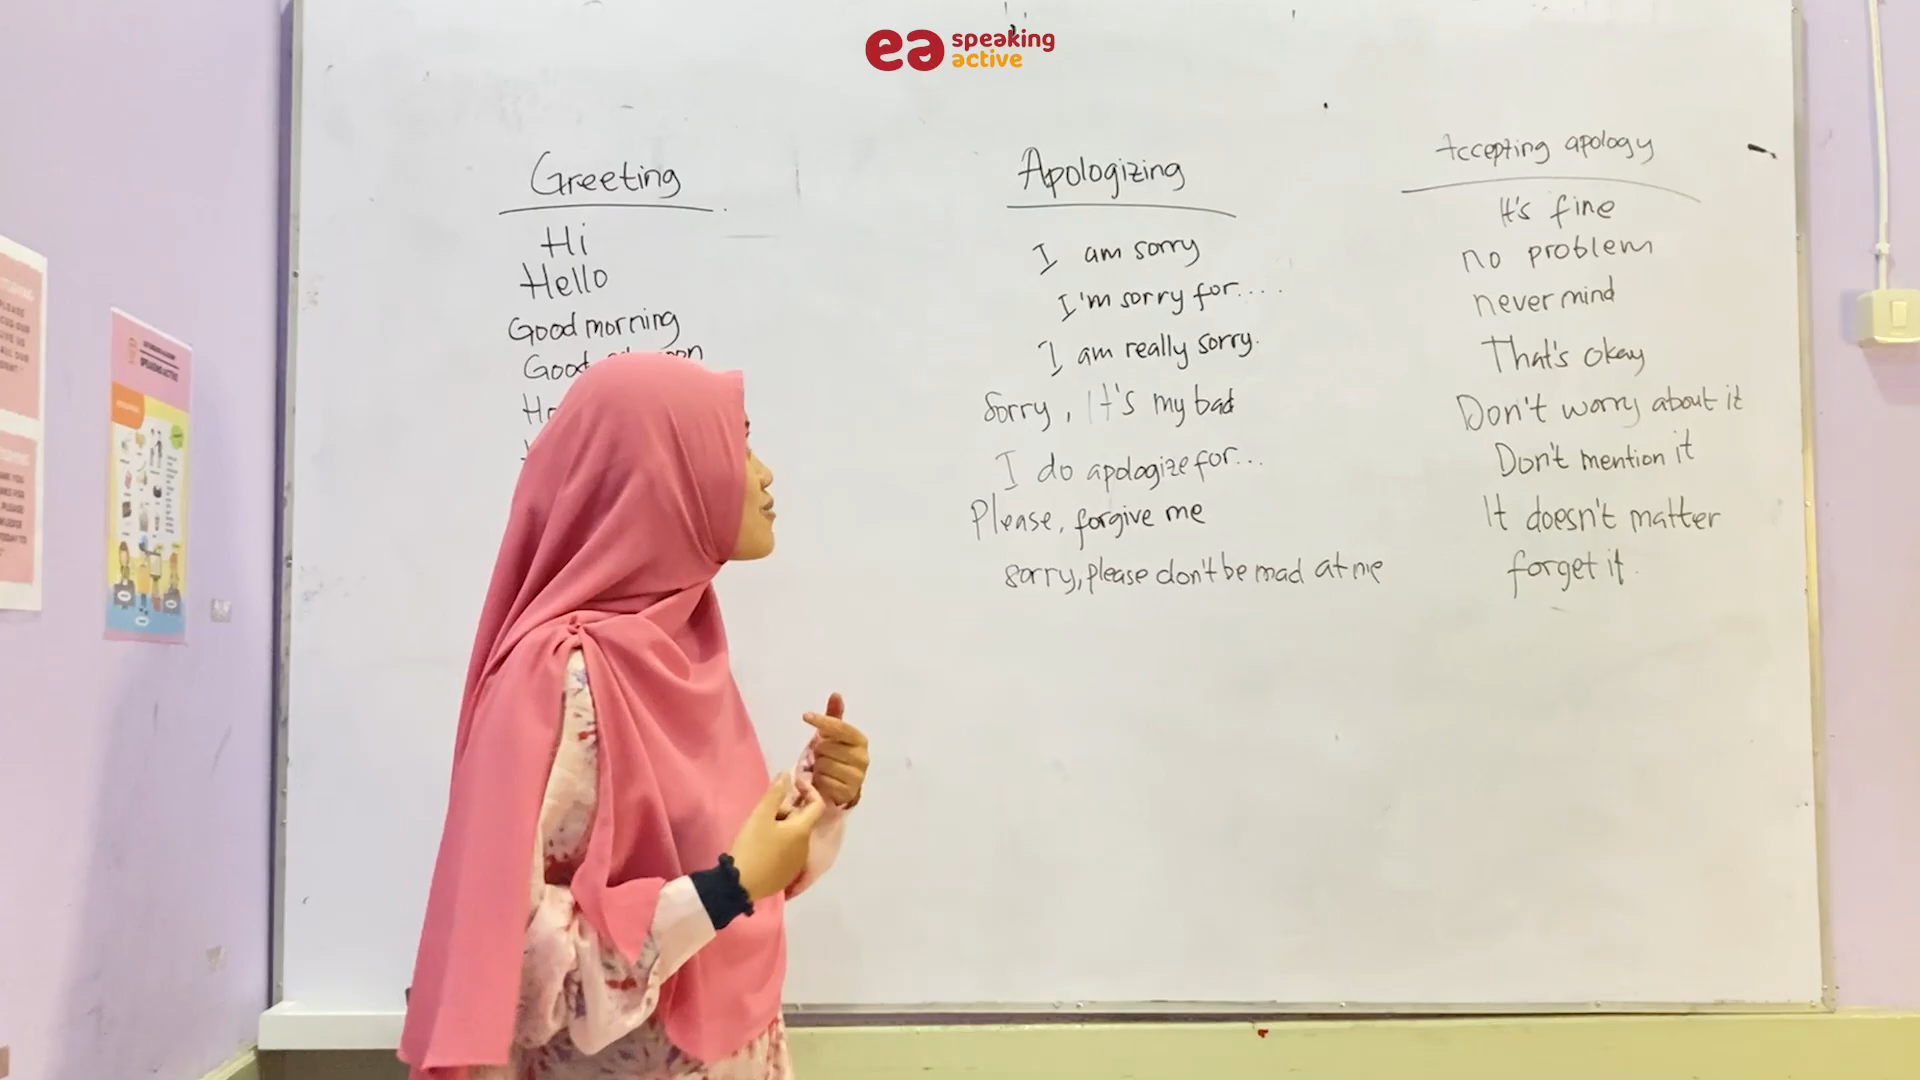 ea speaking
active
Greeting
Hi
Hello
Good morning
Good
Apologizing
I am sorry
I'm sorry for....
I am really sorry.
Sorry, It's my bad
I do apologize for...
Please, forgive me
sorry, please don't be mad at me
Accepting apology
It's fine
no problem
never mind
That's okay
Don't worry about it
Don't mention it
It doesn't matter
forget it.
SPEAKING ACTIVE